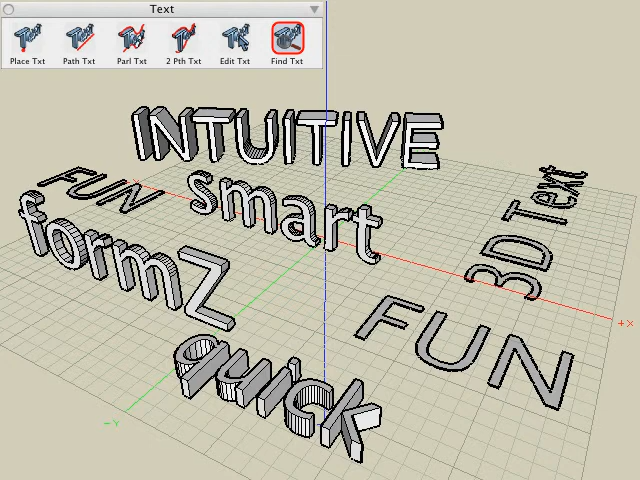 Text
Place Txt Path Txt Parl Txt 2 Pth Txt Edit Txt Find Txt
INTUITIVE
FUN
smart
3D Text
formZ
FUN
quick
+X
-Y